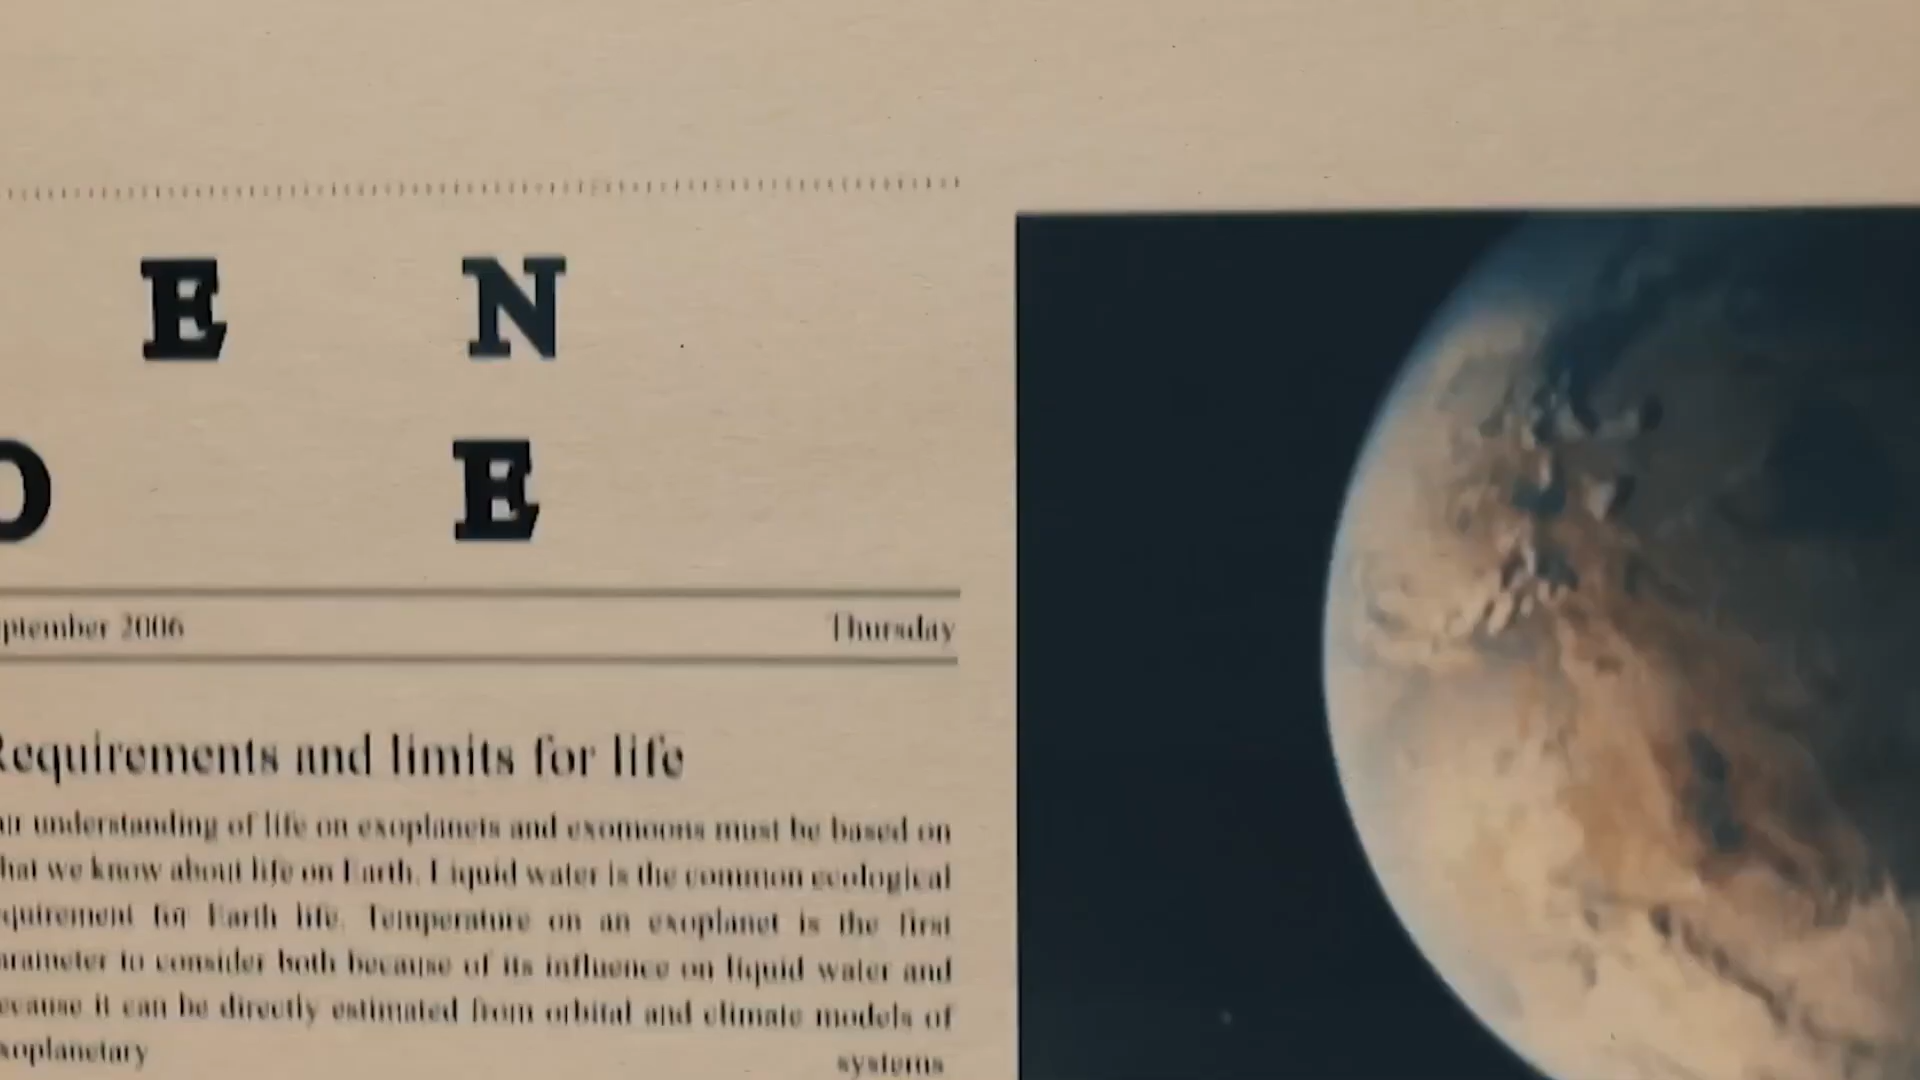 E N
O E
ptember 2006 Thursday
Requirements and limits for life
ur understanding of life on exoplanets and exomoons must be based on
hat we know about life on Earth. Liquid water is the common ecological
equirement for Earth life. Temperature on an exoplanet is the first
arameter to consider both because of its influence on liquid water and
ecause it can be directly estimated from orbital and climate models of
xoplanetary systems